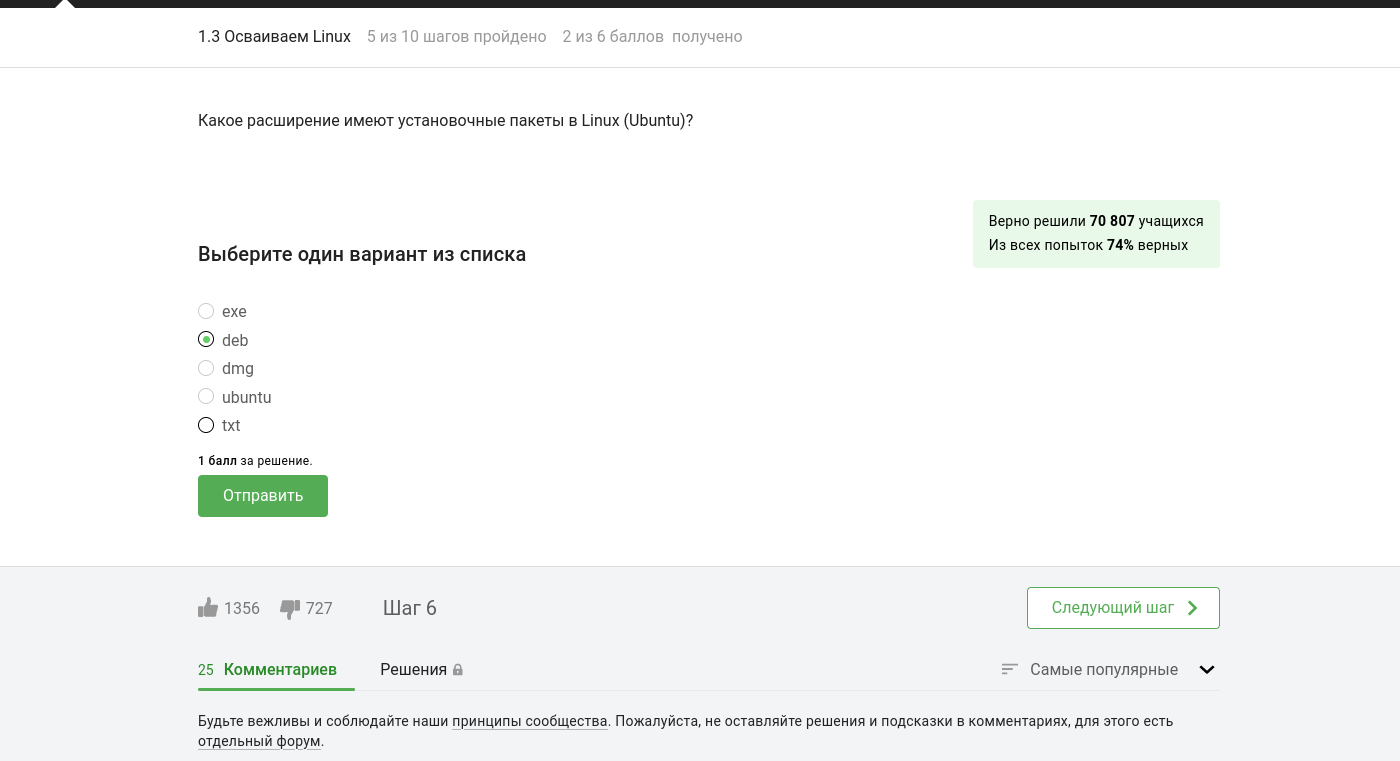 1.3 Осваиваем Linux 5 из 10 шагов пройдено 2 из 6 баллов получено
Какое расширение имеют установочные пакеты в Linux (Ubuntu)?
Верно решили 70 807 учащихся
Из всех попыток 74% верных
Выберите один вариант из списка
exe
deb
dmg
ubuntu
txt
1 балл за решение.
Отправить
1356 727 Шаг 6 Следующий шаг
25 Комментариев Решения Самые популярные
Будьте вежливы и соблюдайте наши принципы сообщества. Пожалуйста, не оставляйте решения и подсказки в комментариях, для этого есть
отдельный форум.